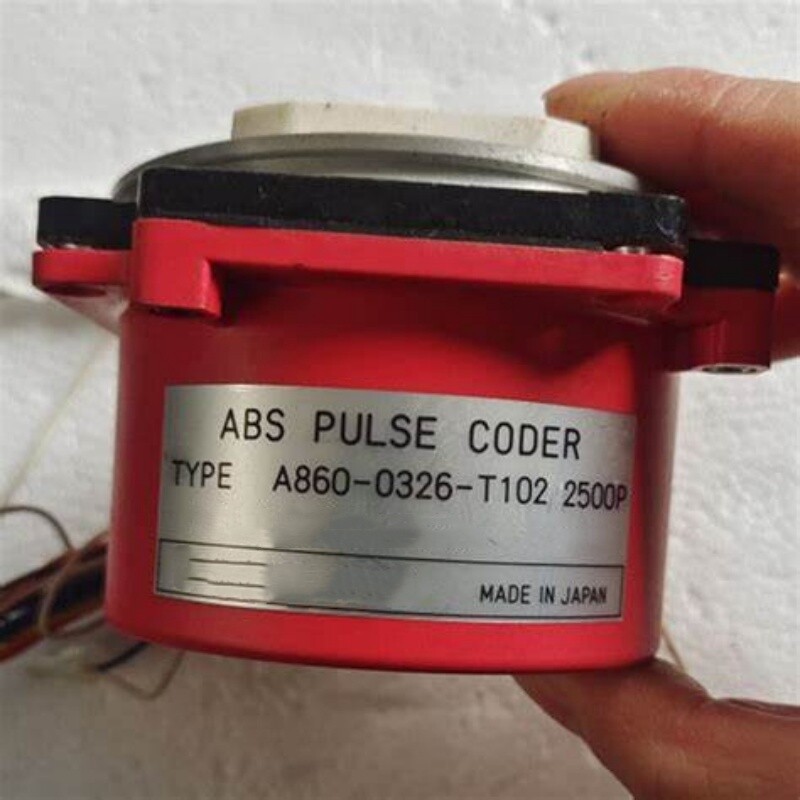 ABS PULSE CODER
TYPE A860-0326-T102 2500P
MADE IN JAPAN